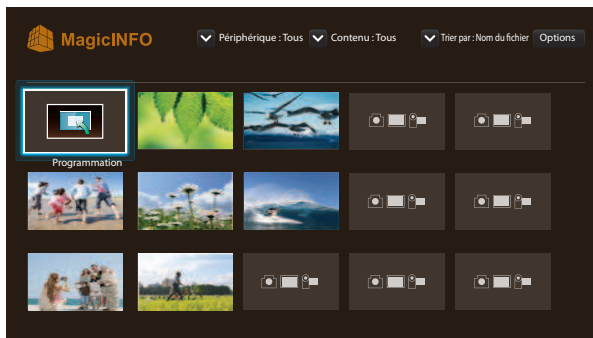 MagicINFO
Périphérique : Tous Contenu : Tous Trier par : Nom du fichier Options
Programmation